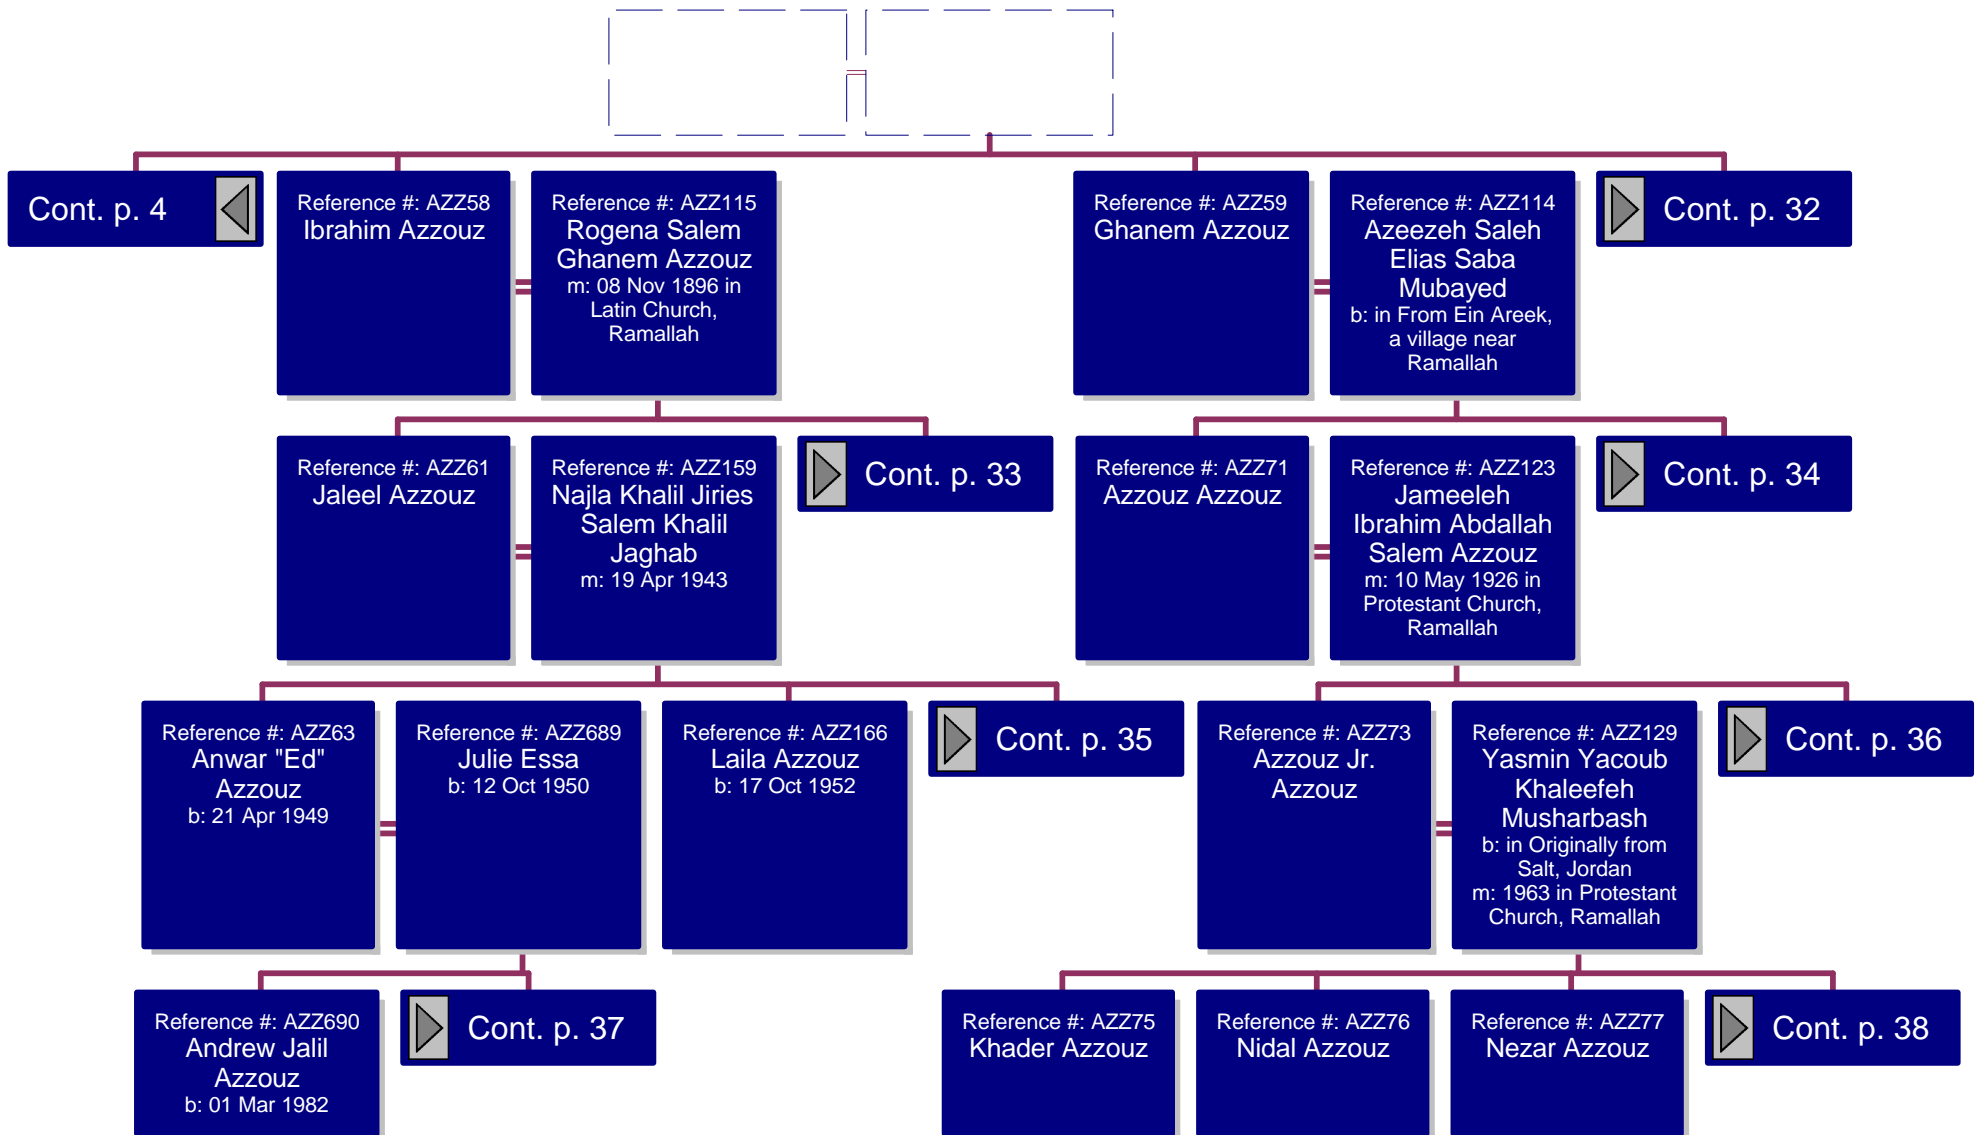 Cont. p. 4
Reference #: AZZ58
Ibrahim Azzouz
Reference #: AZZ115
Rogena Salem
Ghanem Azzouz
m: 08 Nov 1896 in
Latin Church,
Ramallah
Reference #: AZZ59
Ghanem Azzouz
Reference #: AZZ114
Azeezeh Saleh
Elias Saba
Mubayed
b: in From Ein Areek,
a village near
Ramallah
Cont. p. 32
Reference #: AZZ61
Jaleel Azzouz
Reference #: AZZ159
Najla Khalil Jiries
Salem Khalil
Jaghab
m: 19 Apr 1943
Cont. p. 33
Reference #: AZZ71
Azzouz Azzouz
Reference #: AZZ123
Jameeleh
Ibrahim Abdallah
Salem Azzouz
m: 10 May 1926 in
Protestant Church,
Ramallah
Cont. p. 34
Reference #: AZZ63
Anwar "Ed"
Azzouz
b: 21 Apr 1949
Reference #: AZZ689
Julie Essa
b: 12 Oct 1950
Reference #: AZZ166
Laila Azzouz
b: 17 Oct 1952
Cont. p. 35
Reference #: AZZ73
Azzouz Jr.
Azzouz
Reference #: AZZ129
Yasmin Yacoub
Khaleefeh
Musharbash
b: in Originally from
Salt, Jordan
m: 1963 in Protestant
Church, Ramallah
Cont. p. 36
Reference #: AZZ690
Andrew Jalil
Azzouz
b: 01 Mar 1982
Cont. p. 37
Reference #: AZZ75
Khader Azzouz
Reference #: AZZ76
Nidal Azzouz
Reference #: AZZ77
Nezar Azzouz
Cont. p. 38